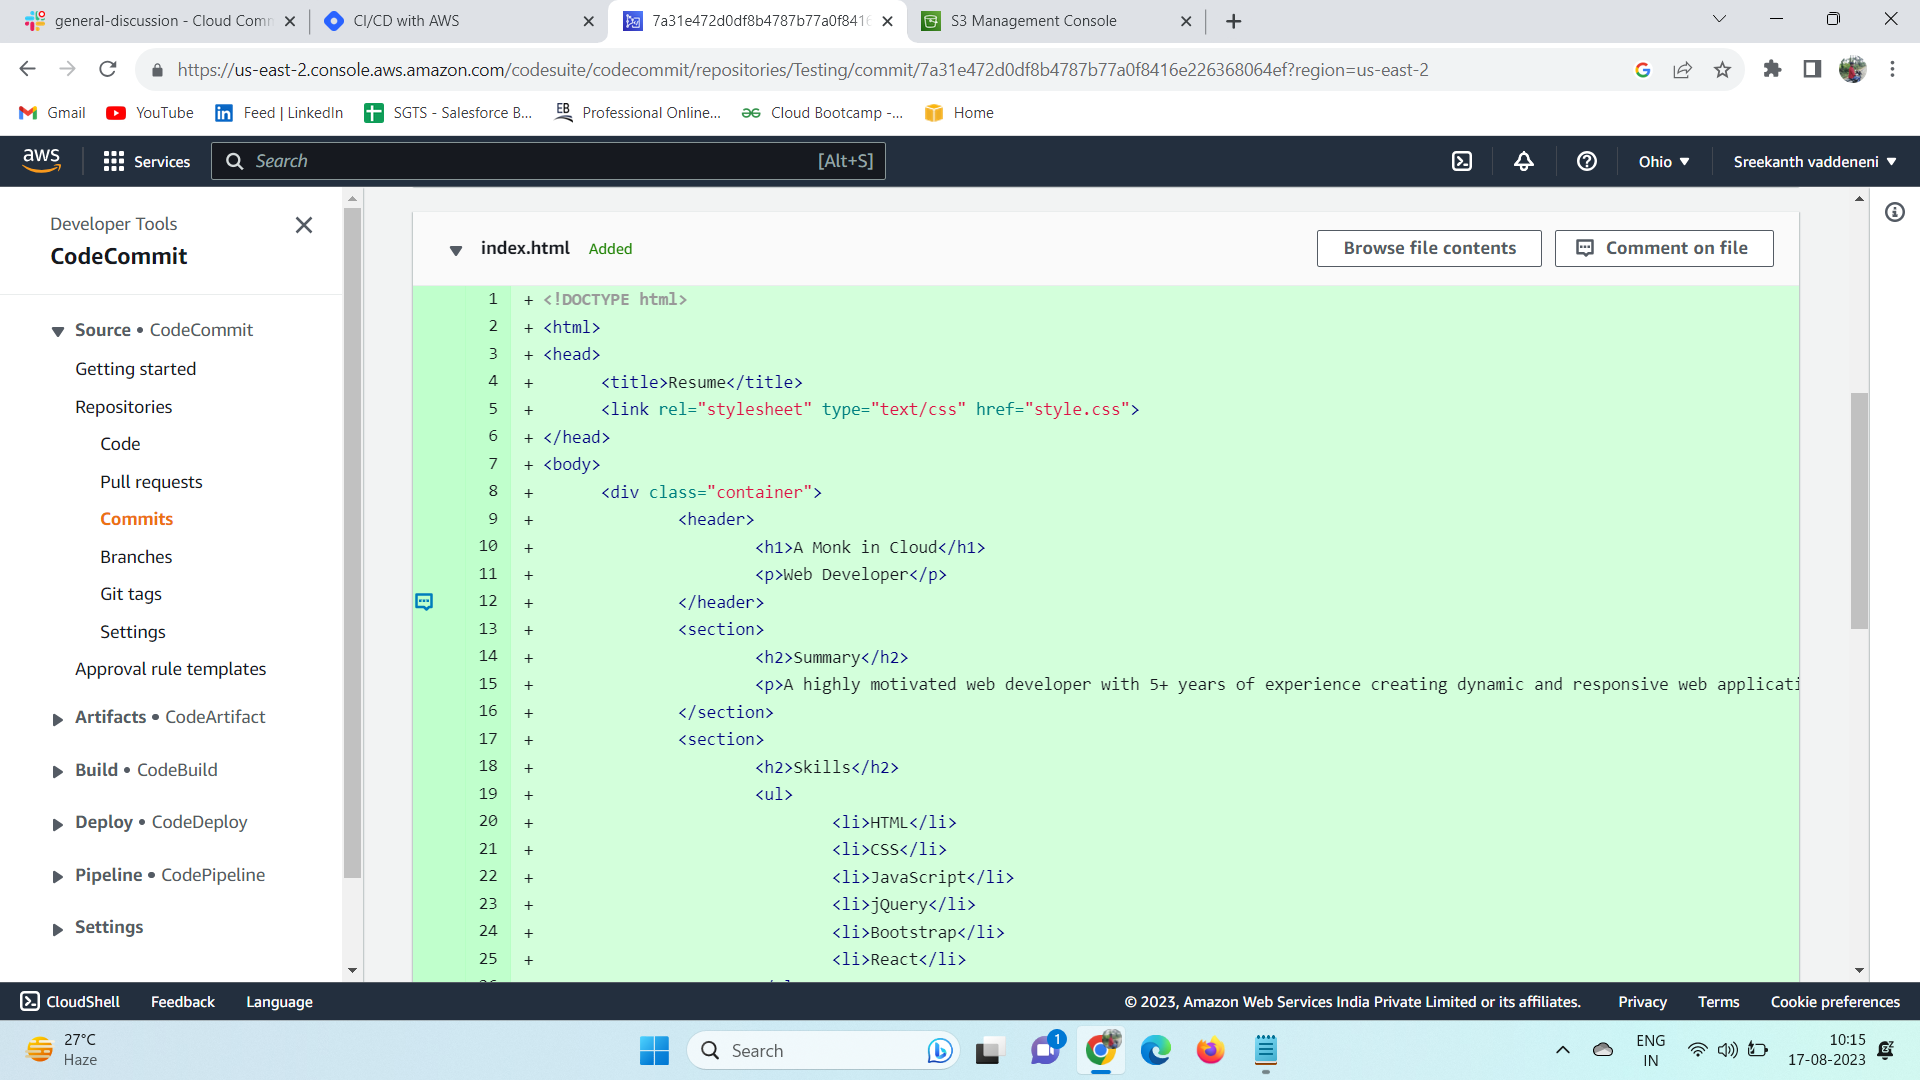 general-discussion - Cloud Com
CI/CD with AWS
7a31e472d0df8b4787b77a0f8416
S3 Management Console
https://us-east-2.console.aws.amazon.com/codesuite/codecommit/repositories/Testing/commit/7a31e472d0df8b4787b77a0f8416e226368064ef?region=us-east-2
Gmail
YouTube
Feed | LinkedIn
SGTS - Salesforce B...
EB
Professional Online...
Cloud Bootcamp -...
Home
aws
Services
Search
[Alt+S]
Ohio
Sreekanth vaddeneni
Developer Tools
CodeCommit
Source • CodeCommit
Getting started
Repositories
Code
Pull requests
Commits
Branches
Git tags
Settings
Approval rule templates
Artifacts • CodeArtifact
Build • CodeBuild
Deploy • CodeDeploy
Pipeline • CodePipeline
Settings
index.html Added
Browse file contents
Comment on file
1 + <!DOCTYPE html>
2 + <html>
3 + <head>
4 + <title>Resume</title>
5 + <link rel="stylesheet" type="text/css" href="style.css">
6 + </head>
7 + <body>
8 + <div class="container">
9 + <header>
10 + <h1>A Monk in Cloud</h1>
11 + <p>Web Developer</p>
12 + </header>
13 + <section>
14 + <h2>Summary</h2>
15 + <p>A highly motivated web developer with 5+ years of experience creating dynamic and responsive web applicati
16 + </section>
17 + <section>
18 + <h2>Skills</h2>
19 + <ul>
20 + <li>HTML</li>
21 + <li>CSS</li>
22 + <li>JavaScript</li>
23 + <li>jQuery</li>
24 + <li>Bootstrap</li>
25 + <li>React</li>
CloudShell
Feedback
Language
© 2023, Amazon Web Services India Private Limited or its affiliates.
Privacy
Terms
Cookie preferences
27°C
Haze
Search
1
ENG
IN
10:15
17-08-2023